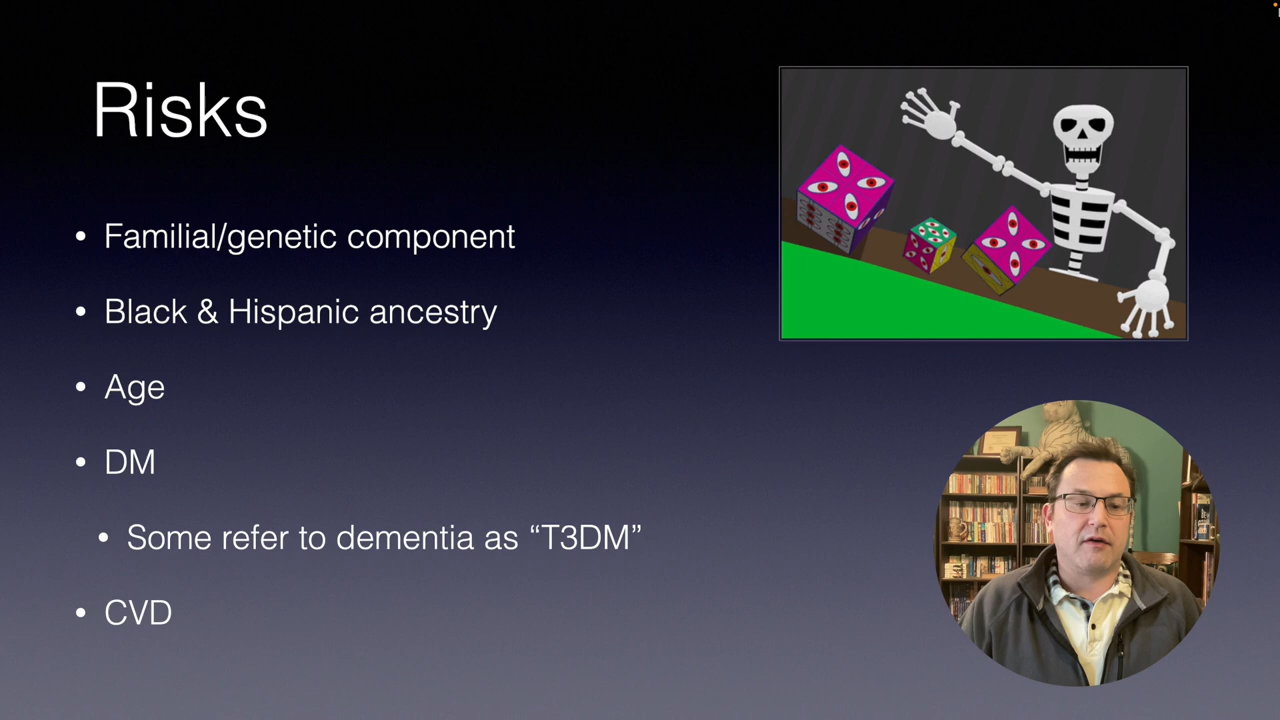 Risks
• Familial/genetic component
• Black & Hispanic ancestry
• Age
• DM
• Some refer to dementia as “T3DM”
• CVD